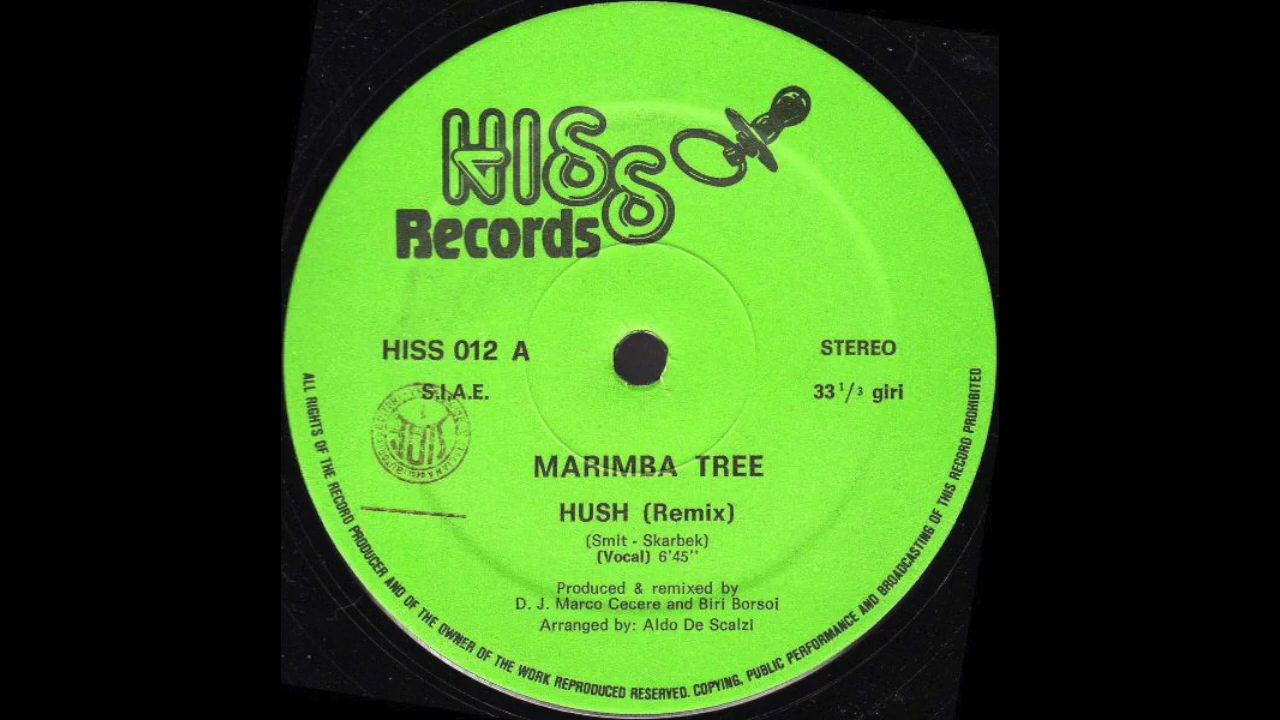 HISS
Records
HISS 012 A
STEREO
S.I.A.E.
33 1/3 giri
MARIMBA TREE
HUSH (Remix)
(Smit - Skarbek)
(Vocal) 6'45''
Produced & remixed by
D. J. Marco Cecere and Biri Borsoi
Arranged by: Aldo De Scalzi
ALL RIGHTS OF THE RECORD PRODUCER AND OF THE OWNER OF THE WORK REPRODUCED RESERVED. COPYING, PUBLIC PERFORMANCE AND BROADCASTING OF THIS RECORD PROHIBITED